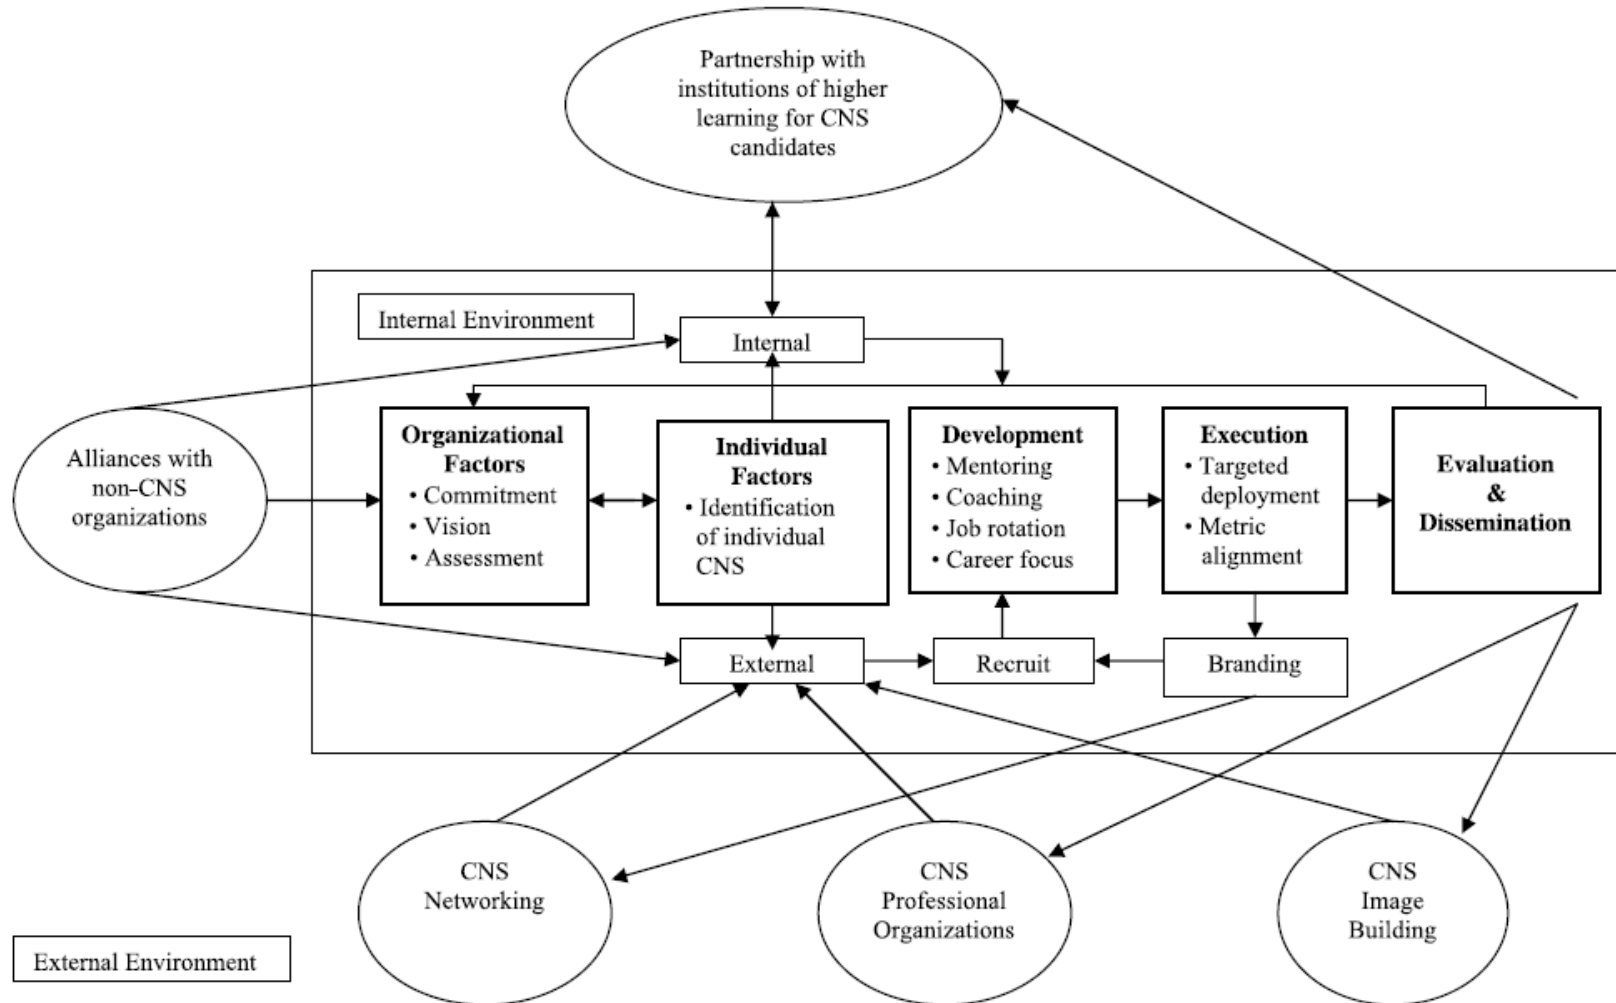 Partnership with
institutions of higher
learning for CNS
candidates
Internal Environment
Internal
Alliances with
non-CNS
organizations
Organizational
Factors
• Commitment
• Vision
• Assessment
Individual
Factors
• Identification
of individual
CNS
Development
• Mentoring
• Coaching
• Job rotation
• Career focus
Execution
• Targeted
deployment
• Metric
alignment
Evaluation
&
Dissemination
External
Recruit
Branding
CNS
Networking
CNS
Professional
Organizations
CNS
Image
Building
External Environment